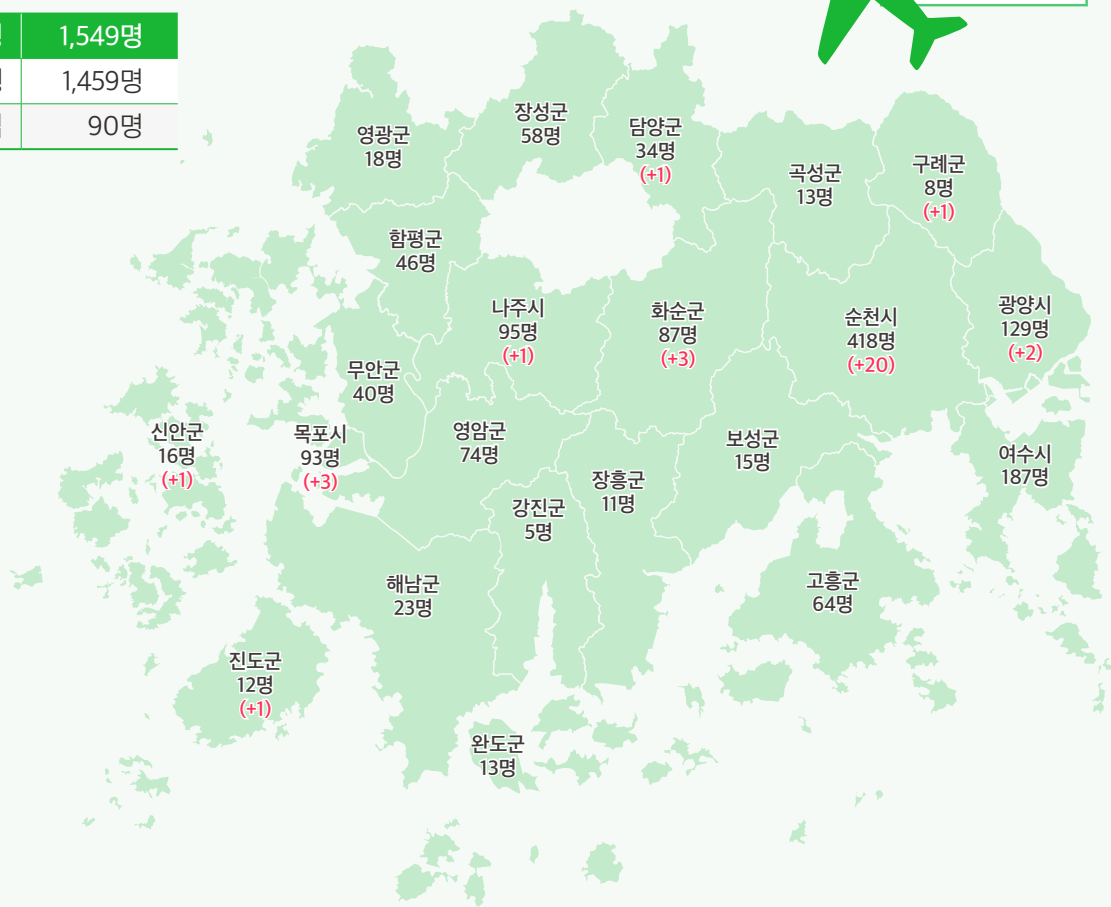 1,549명
1,459명
90명
장성군
58명
담양군
34명
(+1)
영광군
18명
곡성군
13명
구례군
8명
(+1)
함평군
46명
나주시
95명
(+1)
화순군
87명
(+3)
순천시
418명
(+20)
광양시
129명
(+2)
무안군
40명
신안군
16명
(+1)
목포시
93명
(+3)
영암군
74명
보성군
15명
여수시
187명
장흥군
11명
강진군
5명
해남군
23명
고흥군
64명
진도군
12명
(+1)
완도군
13명